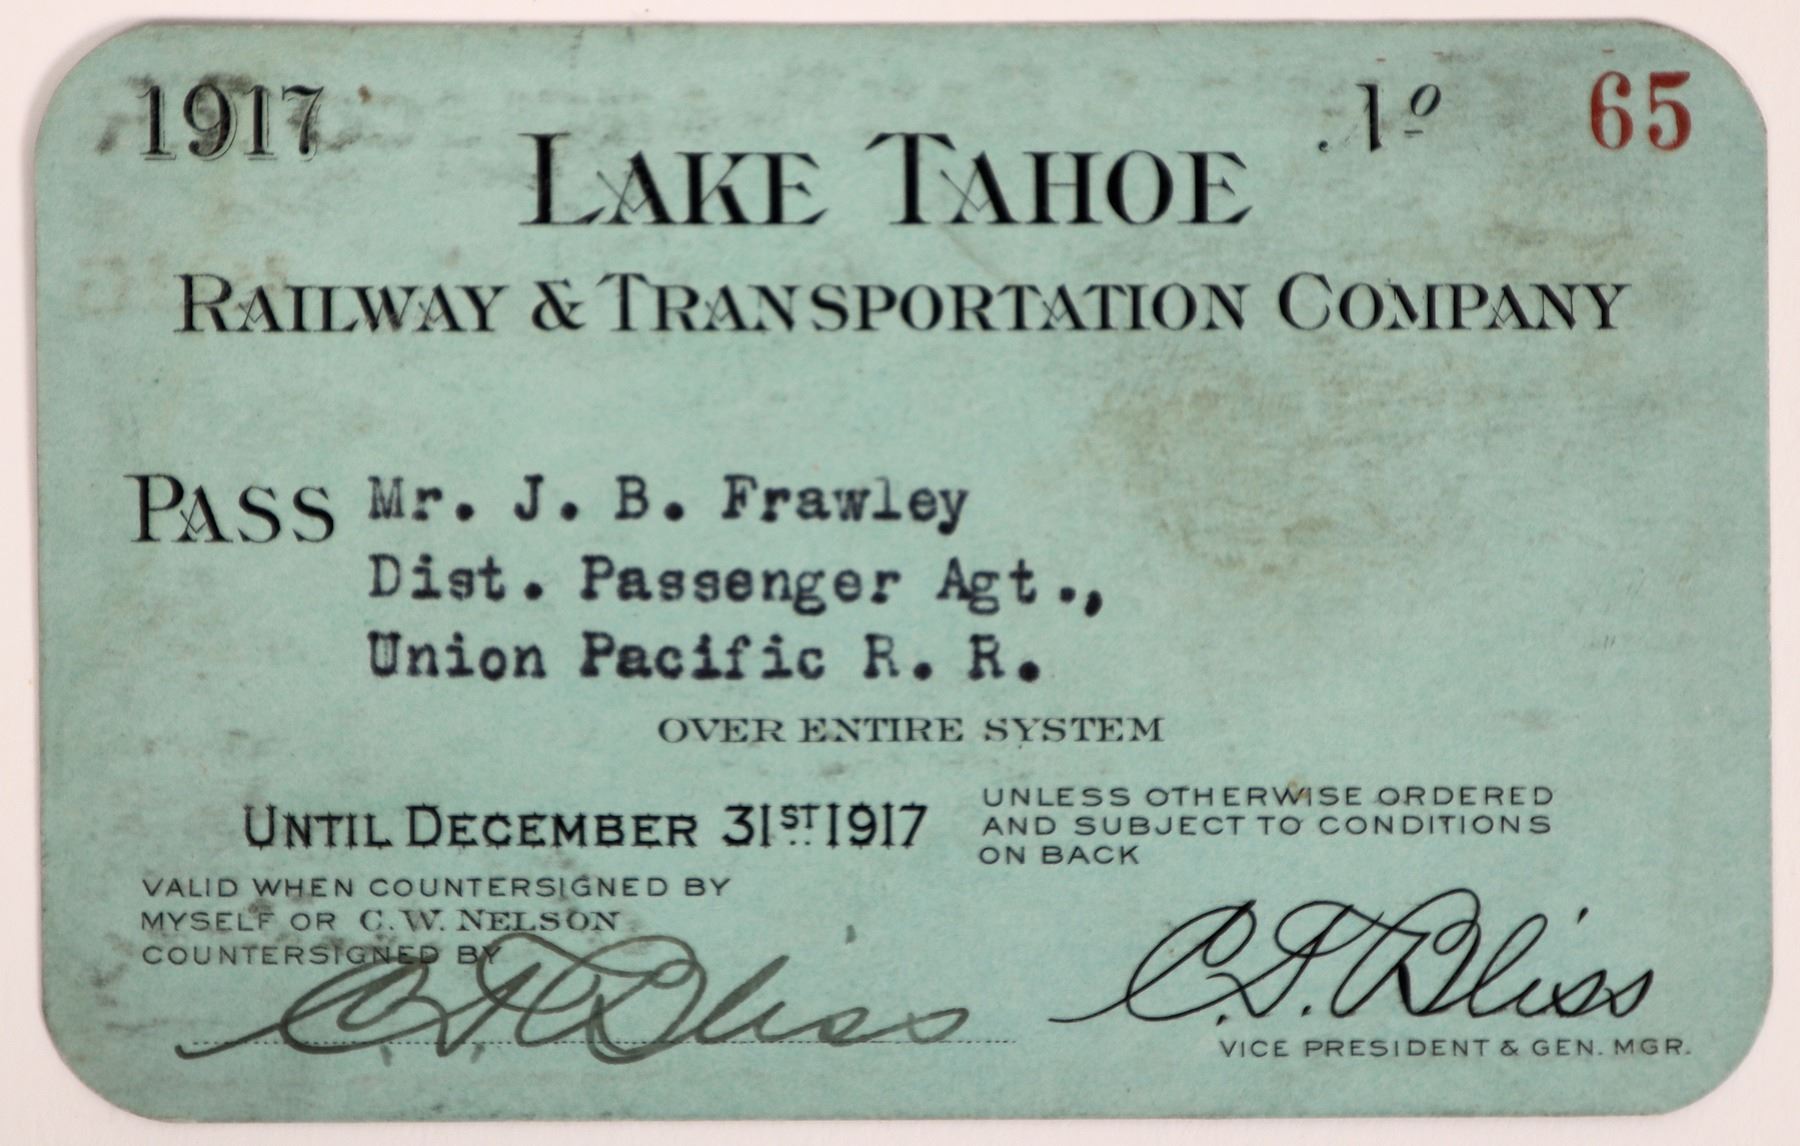 1917
No 65
LAKE TAHOE
RAILWAY & TRANSPORTATION COMPANY
PASS Mr. J. B. Frawley
Dist. Passenger Agt.,
Union Pacific R. R.
OVER ENTIRE SYSTEM
UNTIL DECEMBER 31ST 1917
UNLESS OTHERWISE ORDERED
AND SUBJECT TO CONDITIONS
ON BACK
VALID WHEN COUNTERSIGNED BY
MYSELF OR C. W. NELSON
COUNTERSIGNED BY
C. T. Bliss
C. T. Bliss
VICE PRESIDENT & GEN. MGR.